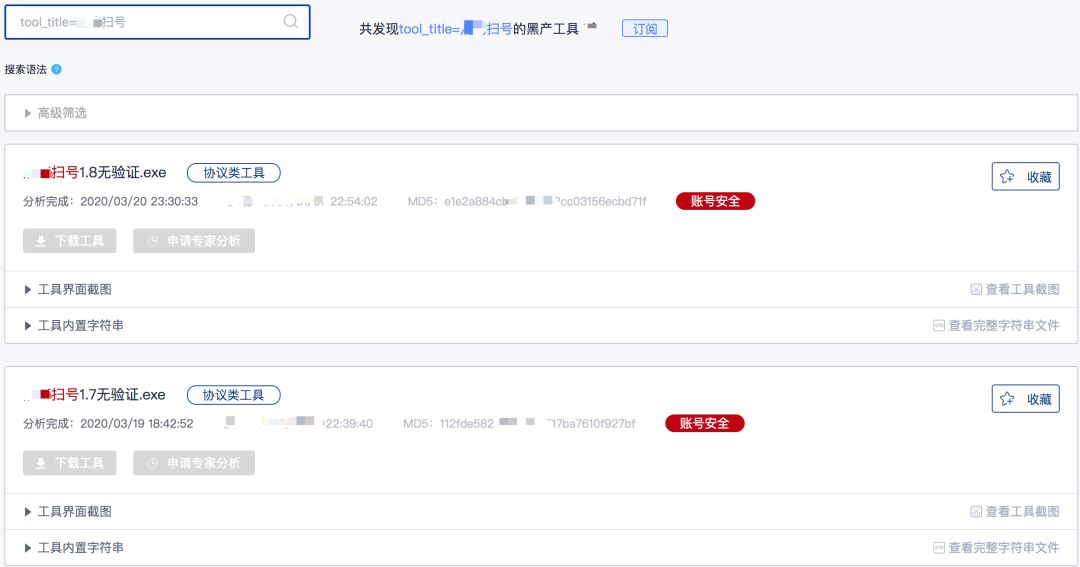 tool_title= 扫号
共发现tool_title= 扫号的黑产工具
订阅
搜索语法 ?
高级筛选
扫号1.8无验证.exe 协议类工具 收藏
分析完成：2020/03/20 23:30:33 22:54:02 MD5：e1e2a884c cc03156ecbd71f 账号安全
下载工具 申请专家分析
工具界面截图 查看工具截图
工具内置字符串 查看完整字符串文件
扫号1.7无验证.exe 协议类工具 收藏
分析完成：2020/03/19 18:42:52 22:39:40 MD5：112fde582 17ba7610f927bf 账号安全
下载工具 申请专家分析
工具界面截图 查看工具截图
工具内置字符串 查看完整字符串文件